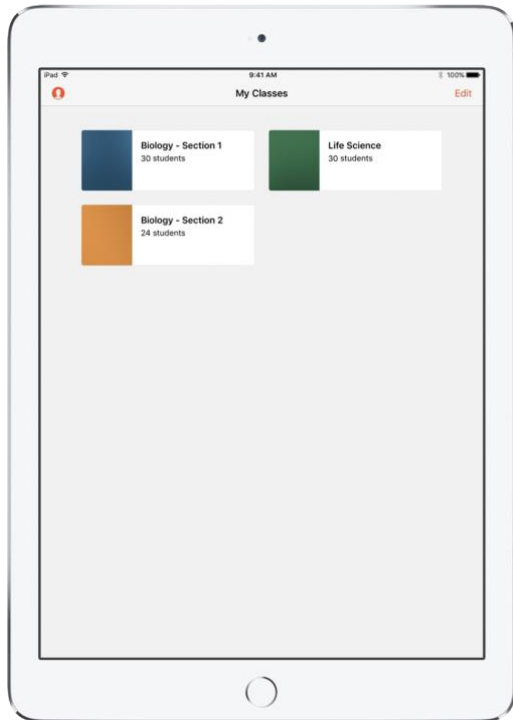 iPad
9:41 AM
100%
My Classes
Edit
Biology - Section 1
30 students
Life Science
30 students
Biology - Section 2
24 students